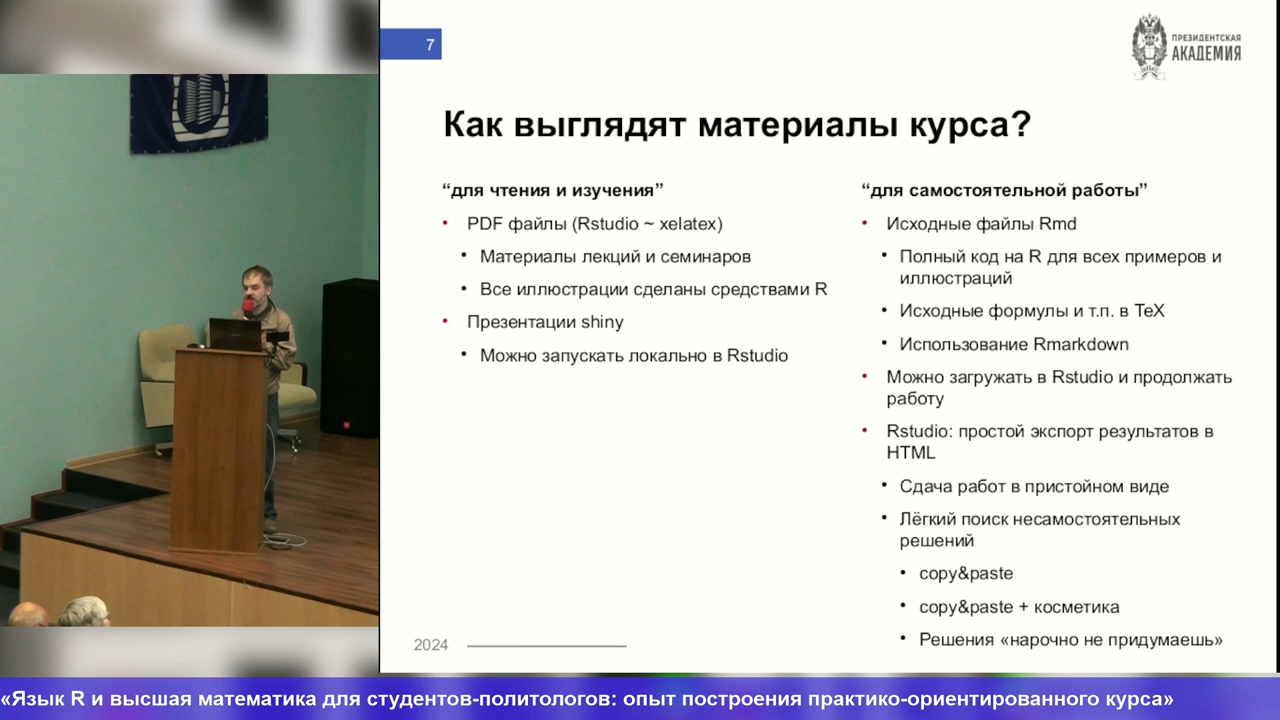 7
ПРЕЗИДЕНТСКАЯ
АКАДЕМИЯ
Как выглядят материалы курса?
“для чтения и изучения”
• PDF файлы (Rstudio ~ xelatex)
• Материалы лекций и семинаров
• Все иллюстрации сделаны средствами R
• Презентации shiny
• Можно запускать локально в Rstudio
“для самостоятельной работы”
• Исходные файлы Rmd
• Полный код на R для всех примеров и
иллюстраций
• Исходные формулы и т.п. в TeX
• Использование Rmarkdown
• Можно загружать в Rstudio и продолжать
работу
• Rstudio: простой экспорт результатов в
HTML
• Сдача работ в пристойном виде
• Лёгкий поиск несамостоятельных
решений
• copy&paste
• copy&paste + косметика
• Решения «нарочно не придумаешь»
2024
«Язык R и высшая математика для студентов-политологов: опыт построения практико-ориентированного курса»